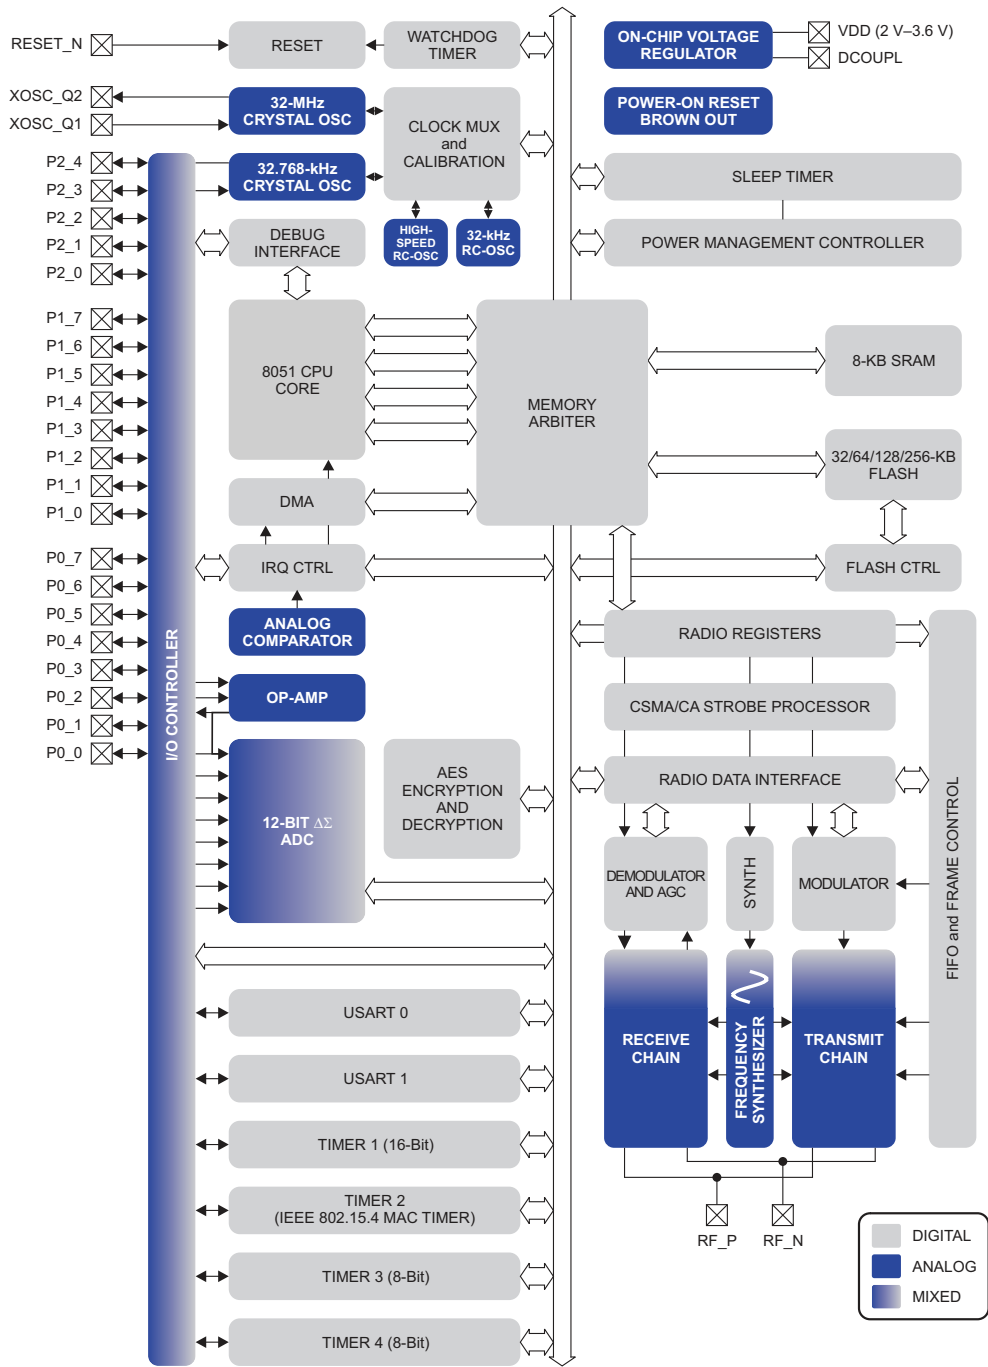 RESET_N
RESET
WATCHDOG
TIMER
ON-CHIP VOLTAGE
REGULATOR
VDD (2 V–3.6 V)
DCOUPL
XOSC_Q2
XOSC_Q1
32-MHz
CRYSTAL OSC
CLOCK MUX
and
CALIBRATION
POWER-ON RESET
BROWN OUT
P2_4
P2_3
P2_2
P2_1
P2_0
32.768-kHz
CRYSTAL OSC
SLEEP TIMER
DEBUG
INTERFACE
HIGH-
SPEED
RC-OSC
32-kHz
RC-OSC
POWER MANAGEMENT CONTROLLER
P1_7
P1_6
P1_5
P1_4
P1_3
P1_2
P1_1
P1_0
8051 CPU
CORE
MEMORY
ARBITER
8-KB SRAM
32/64/128/256-KB
FLASH
DMA
P0_7
P0_6
P0_5
P0_4
P0_3
P0_2
P0_1
P0_0
I/O CONTROLLER
IRQ CTRL
FLASH CTRL
ANALOG
COMPARATOR
RADIO REGISTERS
OP-AMP
CSMA/CA STROBE PROCESSOR
12-BIT ΔΣ
ADC
AES
ENCRYPTION
AND
DECRYPTION
RADIO DATA INTERFACE
FIFO and FRAME CONTROL
DEMODULATOR
AND AGC
SYNTH
MODULATOR
RECEIVE
CHAIN
FREQUENCY
SYNTHESIZER
TRANSMIT
CHAIN
USART 0
USART 1
TIMER 1 (16-Bit)
TIMER 2
(IEEE 802.15.4 MAC TIMER)
TIMER 3 (8-Bit)
TIMER 4 (8-Bit)
RF_P
RF_N
DIGITAL
ANALOG
MIXED